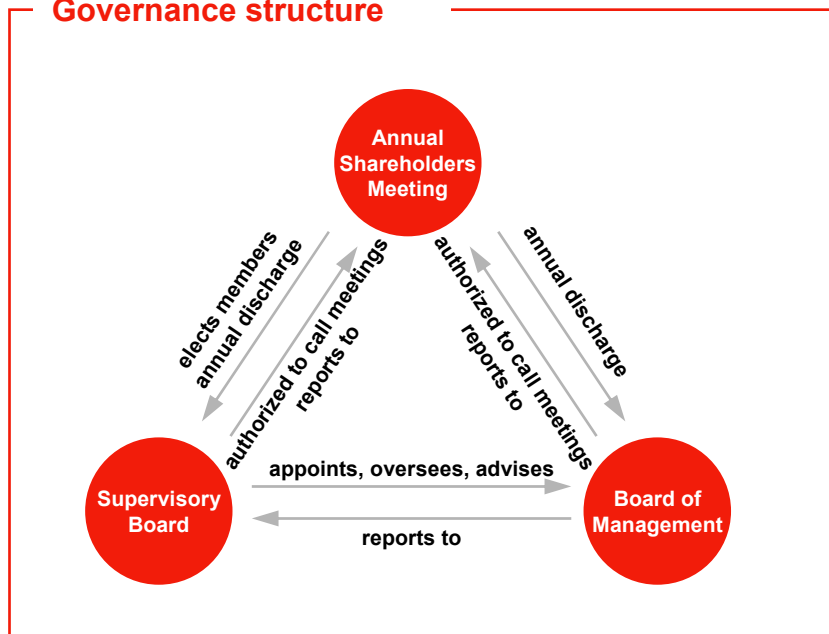 Governance structure
Annual
Shareholders
Meeting
elects members
annual discharge
authorized to call meetings
reports to
authorized to call meetings
reports to
annual discharge
appoints, oversees, advises
Supervisory
Board
Board of
Management
reports to